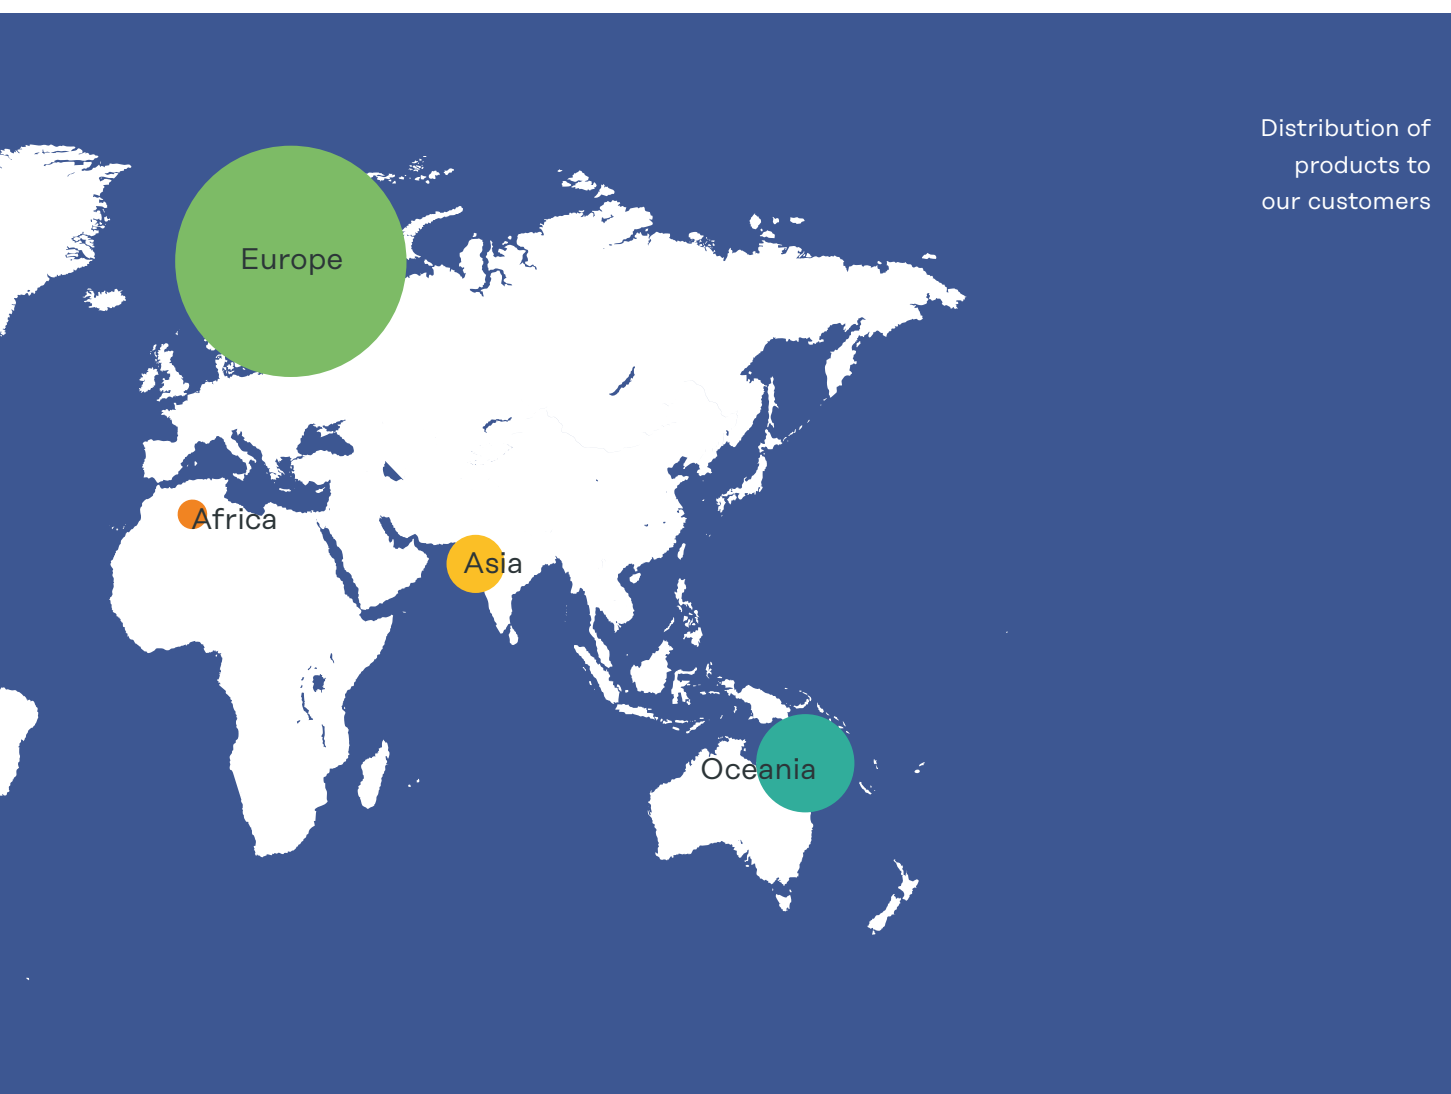 Distribution of
products to
our customers
Europe
Africa
Asia
Oceania